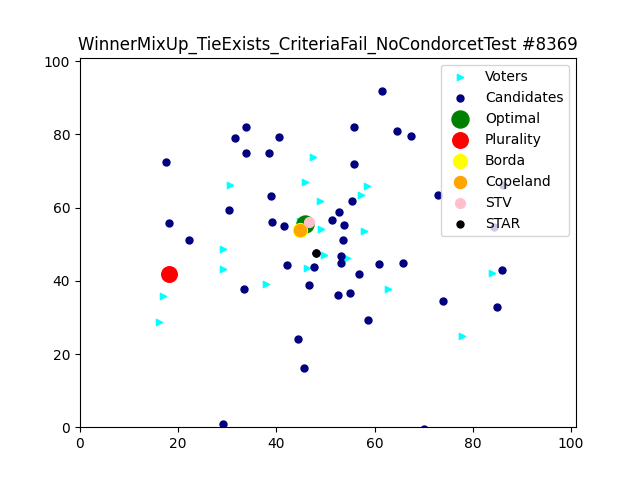 WinnerMixUp_TieExists_CriteriaFail_NoCondorcetTest #8369
100
80
60
40
20
0
0 20 40 60 80 100
Voters
Candidates
Optimal
Plurality
Borda
Copeland
STV
STAR